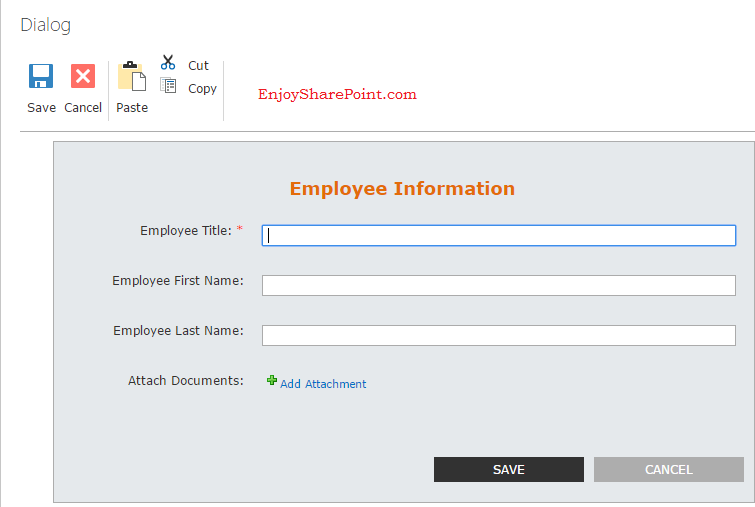 Dialog
Cut
Copy
EnjoySharePoint.com
Save Cancel Paste
Employee Information
Employee Title: *
Employee First Name:
Employee Last Name:
Attach Documents: Add Attachment
SAVE CANCEL